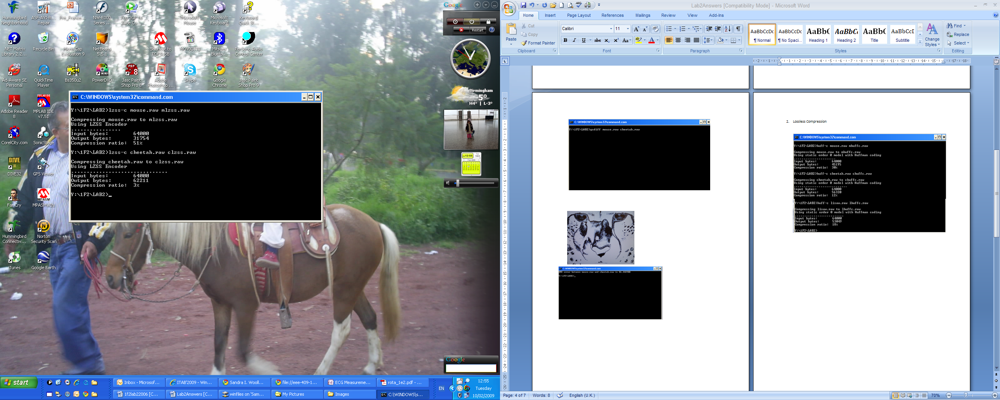 Hummingbird Neighborhood
ASF-AVI-R... Repair
Pre_France...
NW-E000 Series ...
Pop 3GP To Zune Co...
Microsoft Mouse
Microsoft Keyboard
Keyboard Quick St...
.NET Matrix Library 2.2...
Recycle Bin
Micro-Cap Evaluation 9
NetBeans 5.5.1
Shortcut to PDFSUSB
MOV00370
Mitsumi Blueto...
PerSono Audio Control Center
Ad-Aware SE Personal
QuickTime Player
Bs350u2
PowerDVD
Jasc Paint Shop Pro 8
Adobe Photoshop ...
Skype
Google Chrome
Jasc Paint Shop Pro 9
Adobe Reader 8
MPLAB IDE v7.51
CorelCity.com
SonicStage
DIVE32
GPS Viewer
Far Cry
MPASMWIN
Hummingbird Connectiv...
Norton Security Scan
iTunes
Google Earth
C:\WINDOWS\system32\command.com
Y:\1F2\LAB2>lzss-c mouse.raw mlzss.raw
Compressing mouse.raw to mlzss.raw
Using LZSS Encoder
................
Input bytes: 64000
Output bytes: 31754
Compression ratio: 51%
Y:\1F2\LAB2>lzss-c cheetah.raw clzss.raw
Compressing cheetah.raw to clzss.raw
Using LZSS Encoder
...............................
Input bytes: 64000
Output bytes: 62211
Compression ratio: 3%
Y:\1F2\LAB2>_
Google
Restart
Birmingham
5°
H4° | L-3°
12:55
Tue
10/2
Feb 2009
Google
start
Inbox - Microsof...
ITAB'2009 - Win...
Sandra I. Wooll...
file://eee-409-1...
ECG Measureme...
rota_1e2.pdf - ...
1f2lab22006 [C...
Lab2Answers [C...
winfiles on 'Sam...
My Pictures
Images
C:\WINDOWS\s...
EN
12:55
Tuesday
10/02/2009
Lab2Answers [Compatibility Mode] - Microsoft Word
Home Insert Page Layout References Mailings Review View Add-Ins
Paste
Cut
Copy
Format Painter
Clipboard
Calibri 11
Font
Paragraph
AaBbCcDc AaBbCcDc AaBbC AaBbC AaBbC AaBbCcI
¶ Normal ¶ No Spaci... Heading 1 Heading 2 Title Subtitle
Change Styles
Styles
Find
Replace
Select
Editing
C:\WINDOWS\system32\command.com
Y:\1F2\LAB2>gsdiff mouse.raw cheetah.raw
C:\WINDOWS\system32\command.com
RMS error between mouse.raw and cheetah.raw is 86.442900
Y:\1F2\LAB2>_
2. Lossless Compression
C:\WINDOWS\system32\command.com
Y:\1F2\LAB2>huff-c mouse.raw mhuffc.raw
Compressing mouse.raw to mhuffc.raw
Using static order 0 model with Huffman coding
Input bytes: 64000
Output bytes: 45195
Compression ratio: 30%
Y:\1F2\LAB2>huff-c cheetah.raw chuffc.raw
Compressing cheetah.raw to chuffc.raw
Using static order 0 model with Huffman coding
Input bytes: 64000
Output bytes: 56320
Compression ratio: 12%
Y:\1F2\LAB2>huff-c lisaw.raw lhuffc.raw
Compressing lisaw.raw to lhuffc.raw
Using static order 0 model with Huffman coding
Input bytes: 64000
Output bytes: 53049
Compression ratio: 18%
Y:\1F2\LAB2>
Page: 4 of 7 Words: 8 English (U.K.) 70%